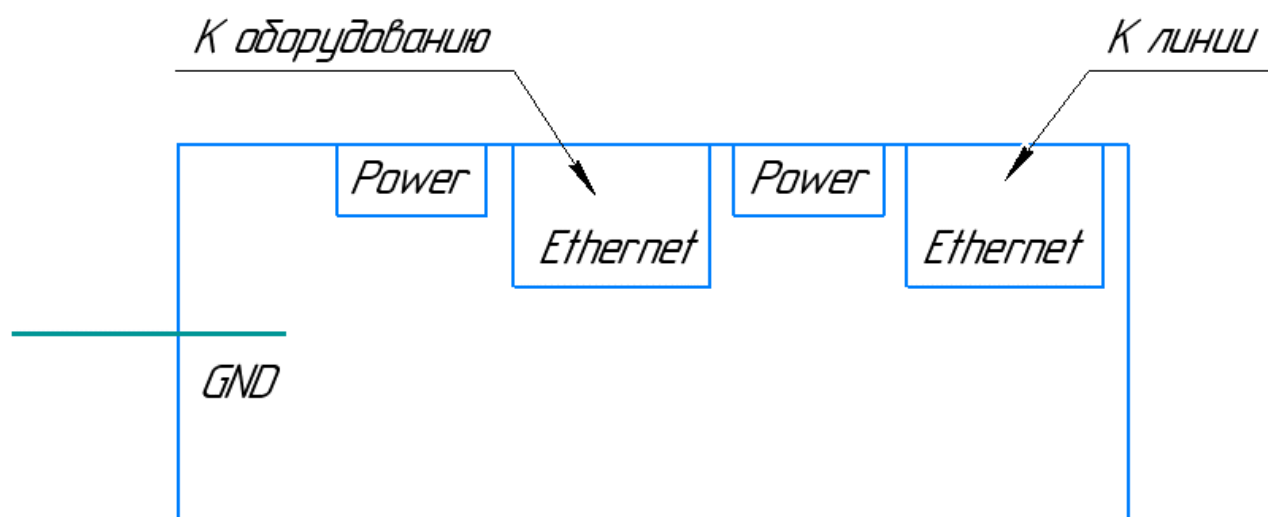 К оборудованию
К линии
Power
Power
Ethernet
Ethernet
GND